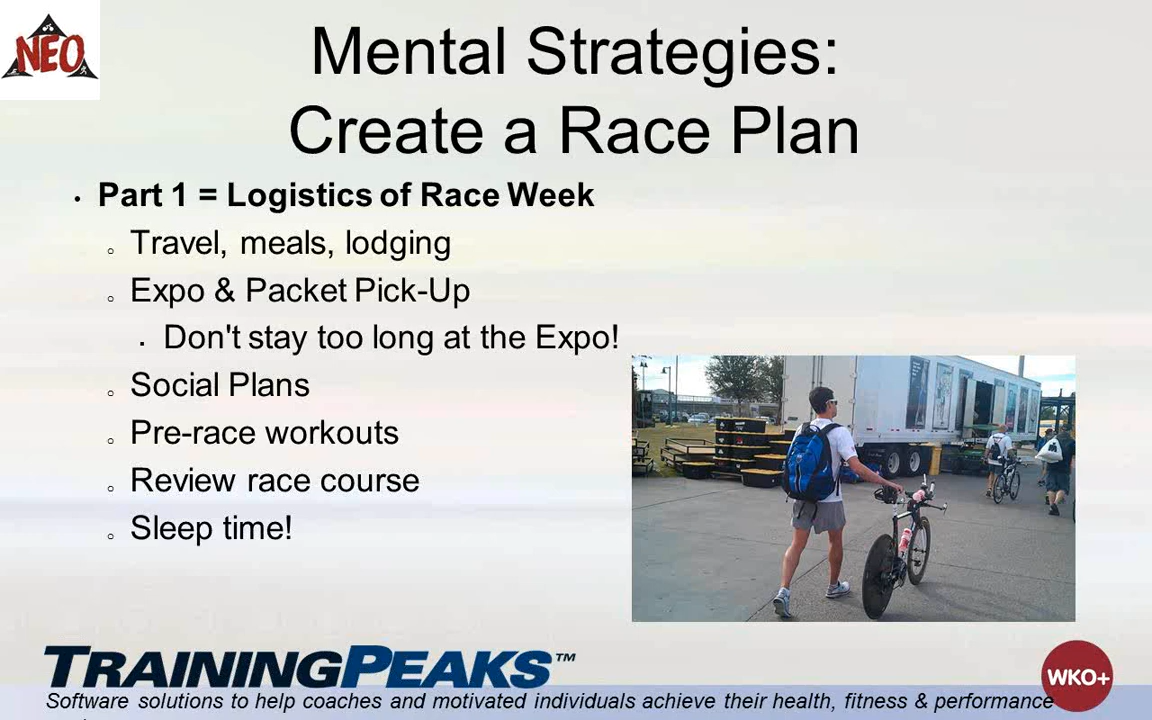 NEO
Mental Strategies:
Create a Race Plan
• Part 1 = Logistics of Race Week
o Travel, meals, lodging
o Expo & Packet Pick-Up
▪ Don't stay too long at the Expo!
o Social Plans
o Pre-race workouts
o Review race course
o Sleep time!
TRAININGPEAKS™
WKO+
Software solutions to help coaches and motivated individuals achieve their health, fitness & performance